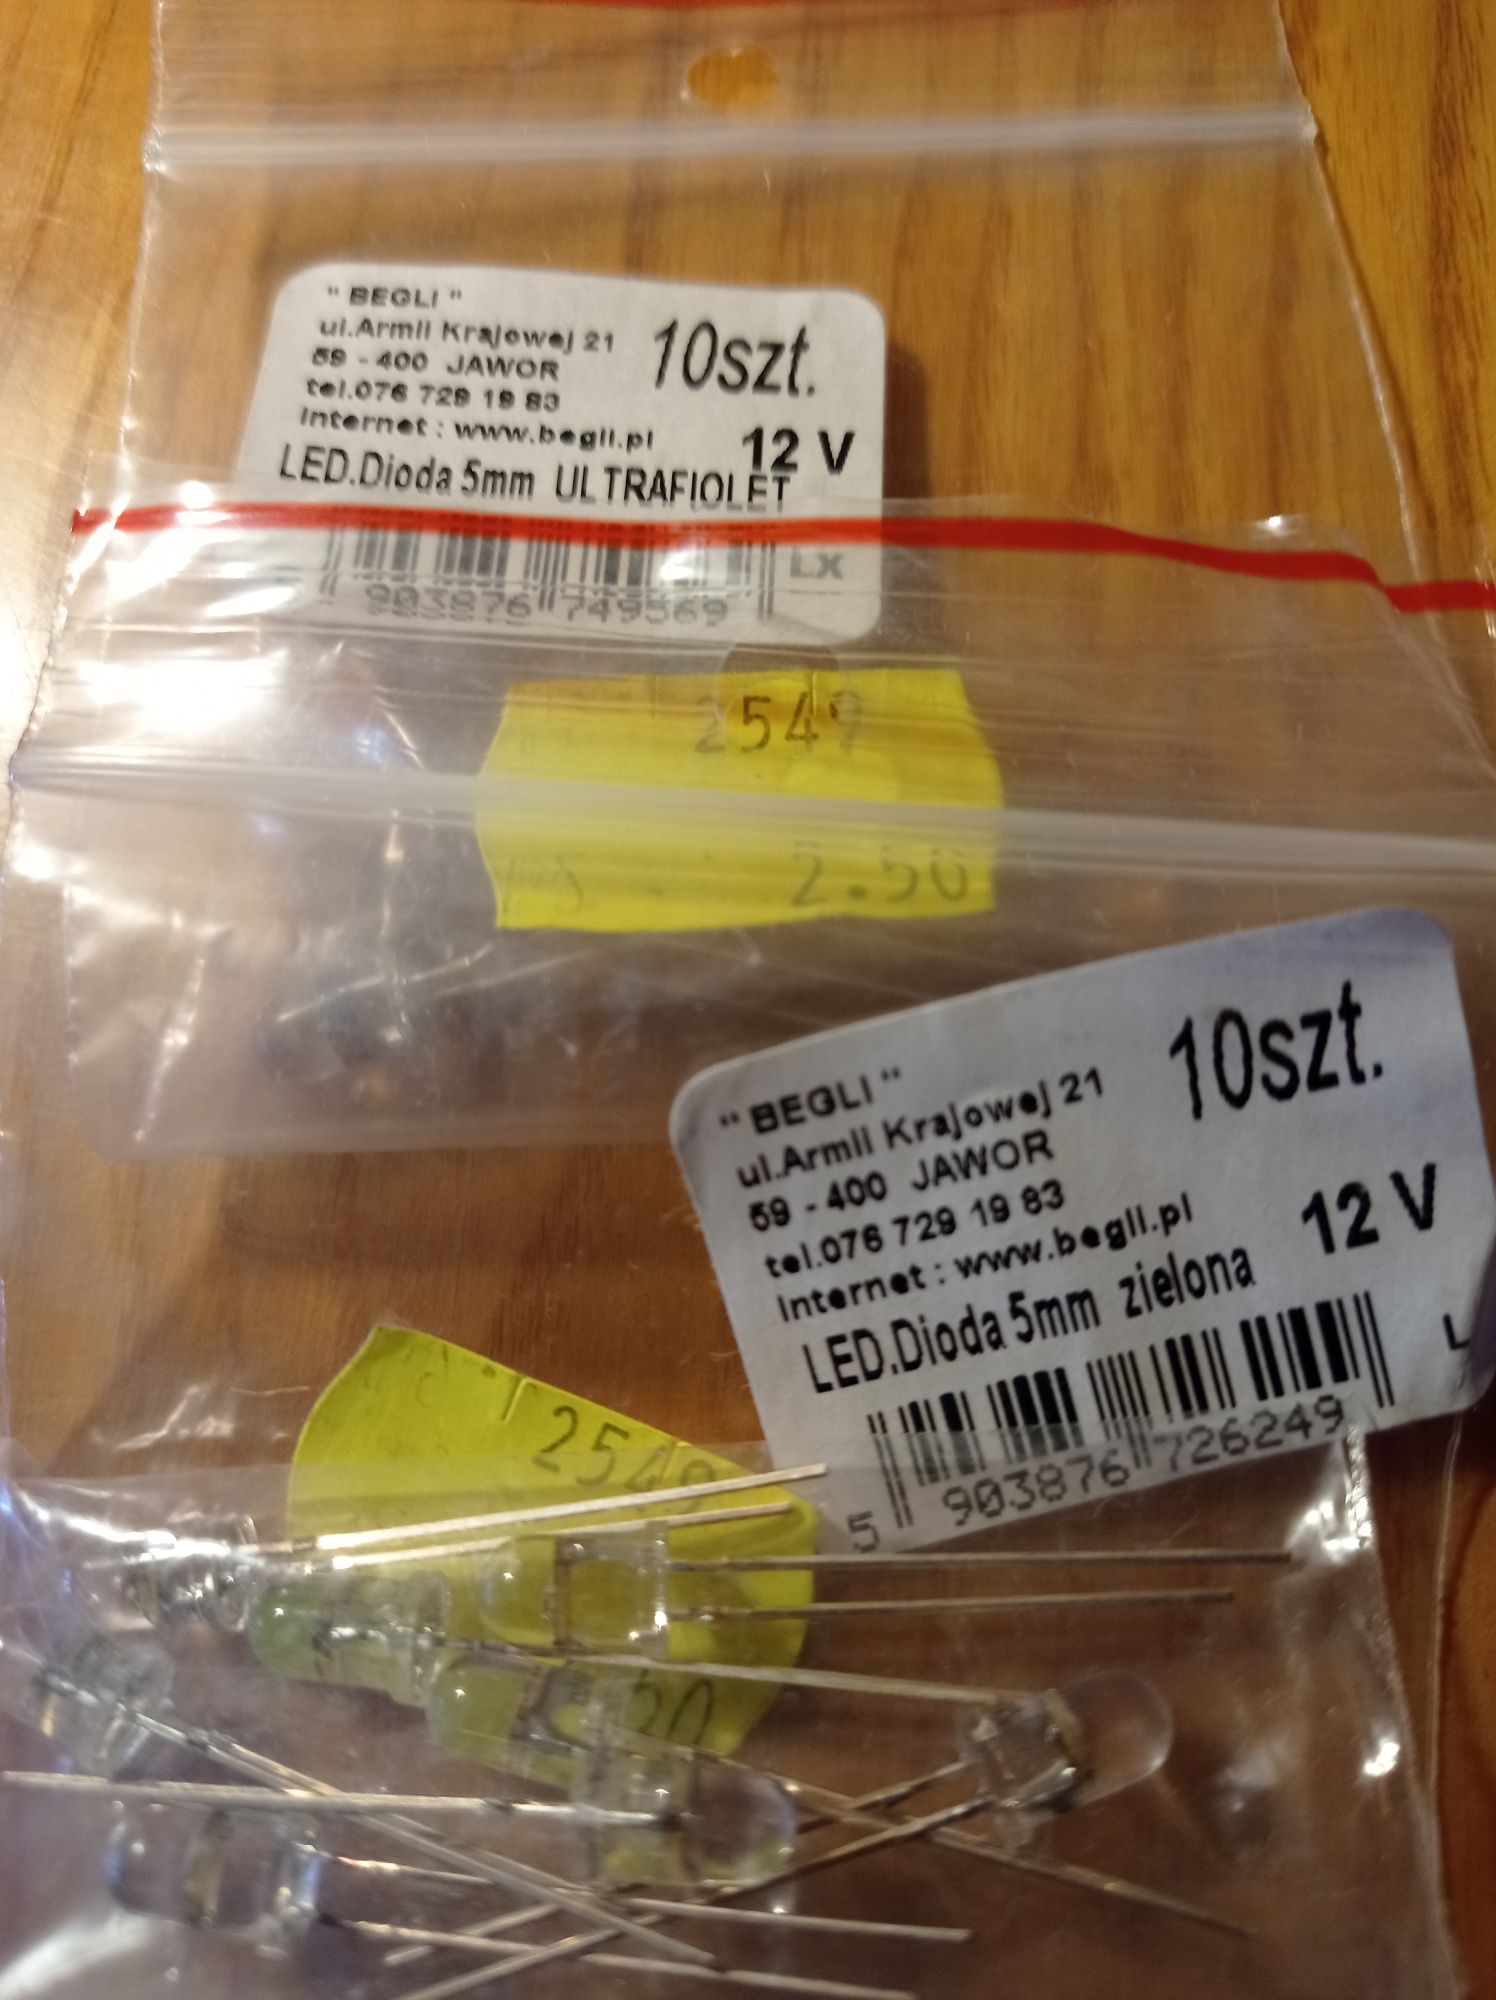 " BEGLI "
ul.Armii Krajowej 21
10szt.
59 - 400 JAWOR
tel.076 729 19 83
Internet : www.begli.pl
12 V
LED.Dioda 5mm ULTRAFIOLET
LX
903876 749569
2549
2.50
" BEGLI "
ul.Armii Krajowej 21
10szt.
59 - 400 JAWOR
tel.076 729 19 83
Internet : www.begli.pl
12 V
LED.Dioda 5mm zielona
L
5 903876 726249
2549